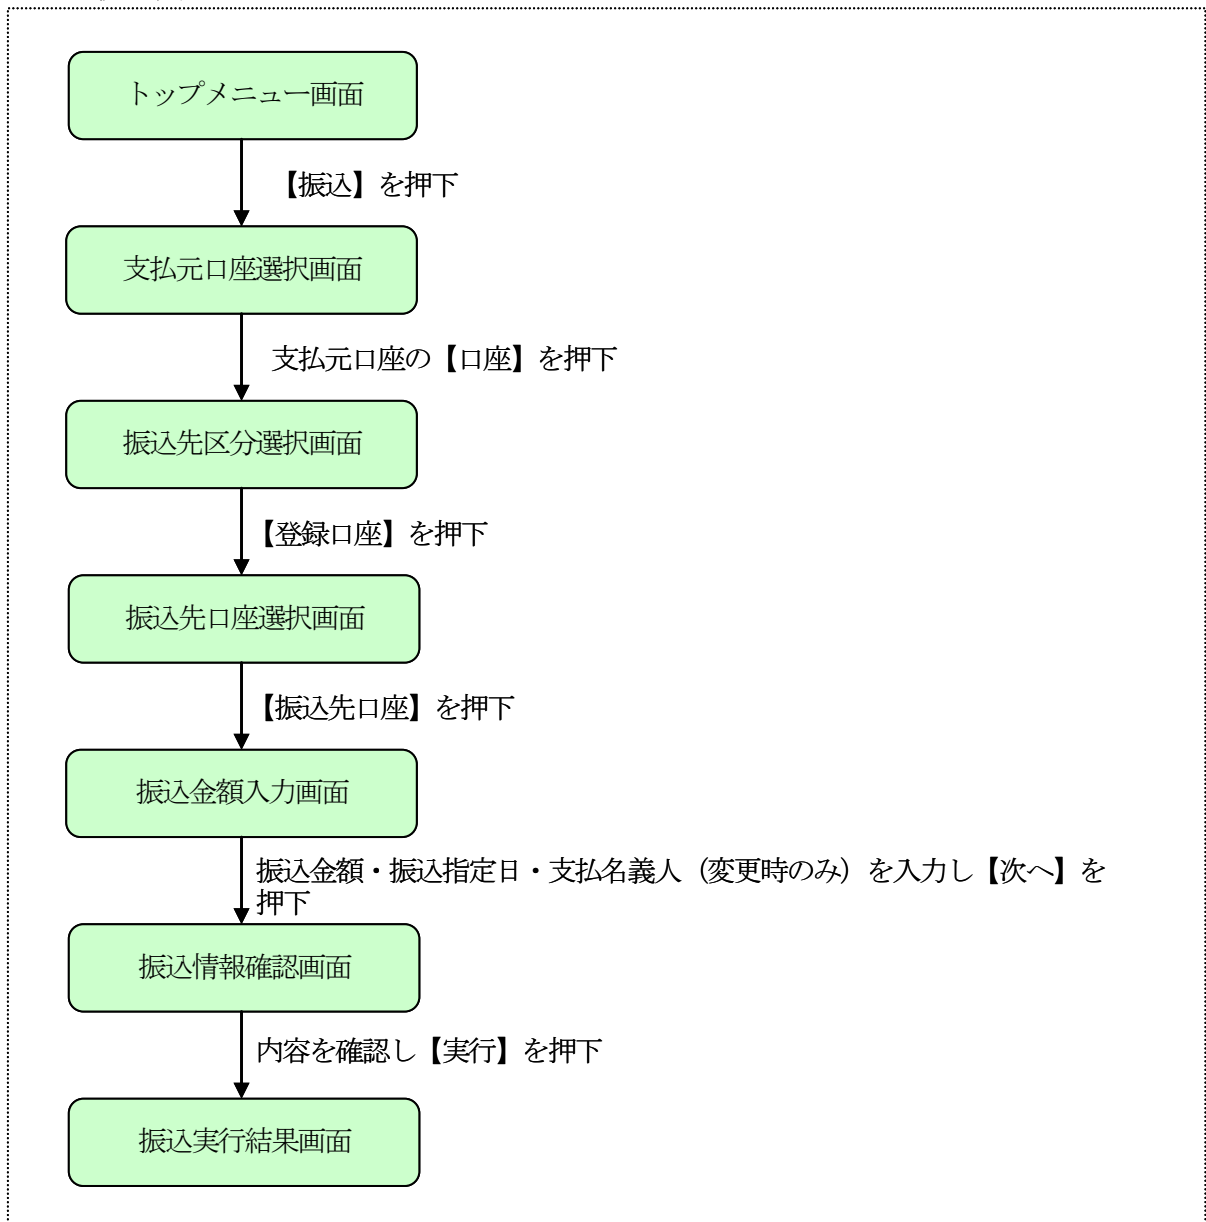 トップメニュー画面
【振込】を押下
支払元口座選択画面
支払元口座の【口座】を押下
振込先区分選択画面
【登録口座】を押下
振込先口座選択画面
【振込先口座】を押下
振込金額入力画面
振込金額・振込指定日・支払名義人（変更時のみ）を入力し【次へ】を
押下
振込情報確認画面
内容を確認し【実行】を押下
振込実行結果画面